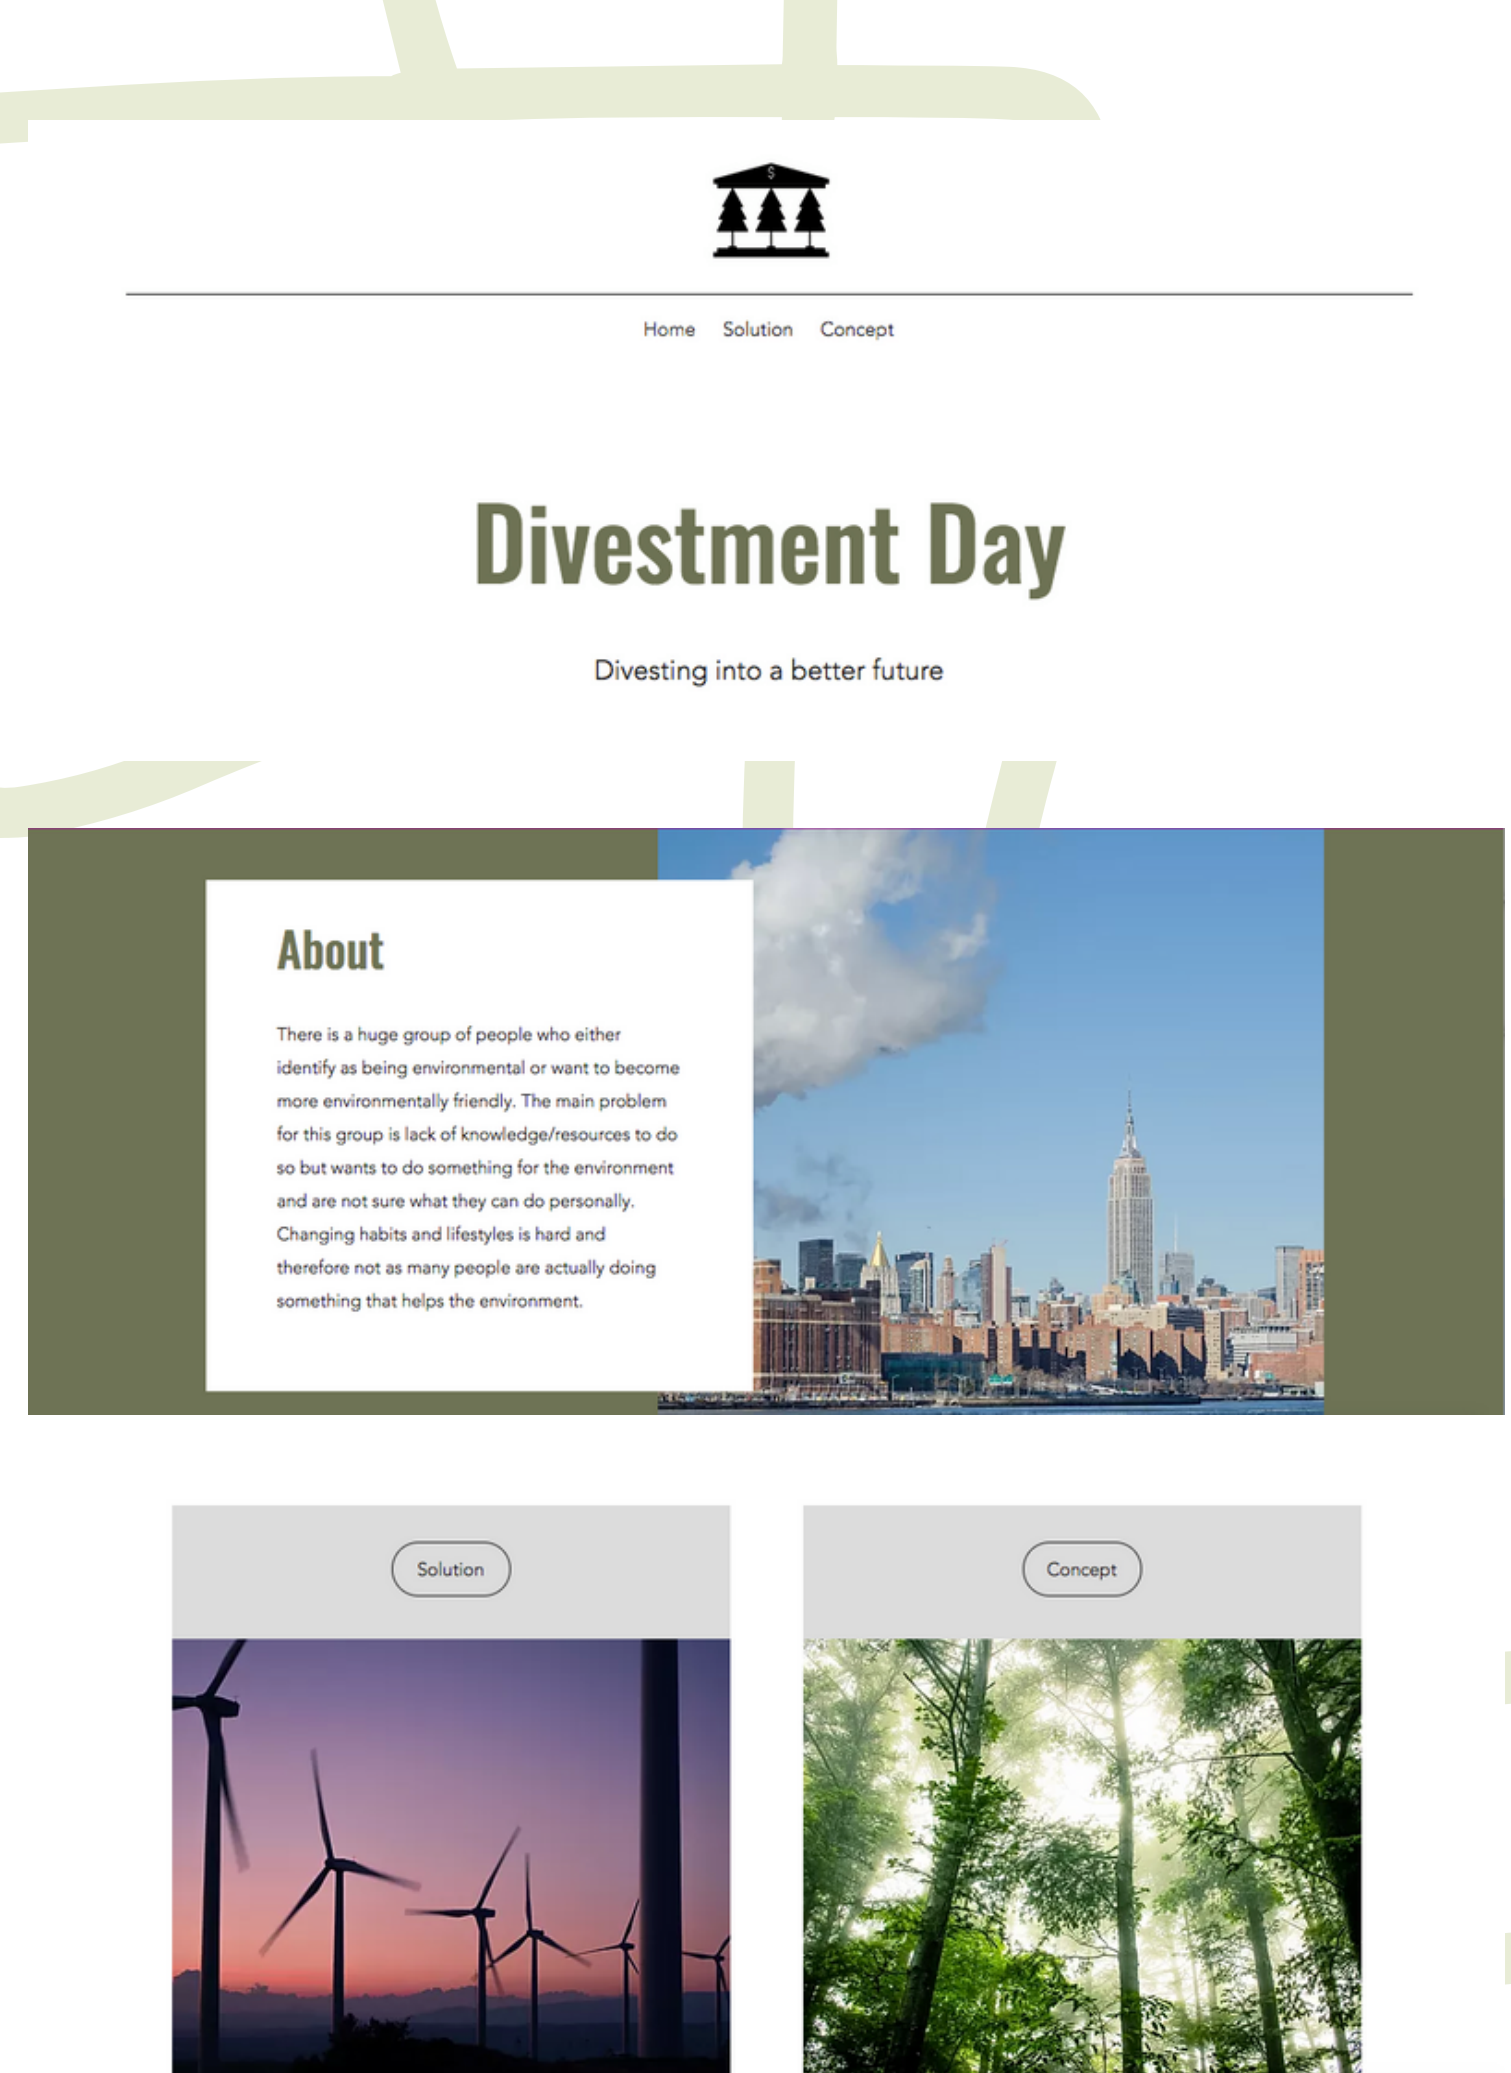 $
Home Solution Concept
Divestment Day
Divesting into a better future
About
There is a huge group of people who either
identify as being environmental or want to become
more environmentally friendly. The main problem
for this group is lack of knowledge/resources to do
so but wants to do something for the environment
and are not sure what they can do personally.
Changing habits and lifestyles is hard and
therefore not as many people are actually doing
something that helps the environment.
Solution
Concept